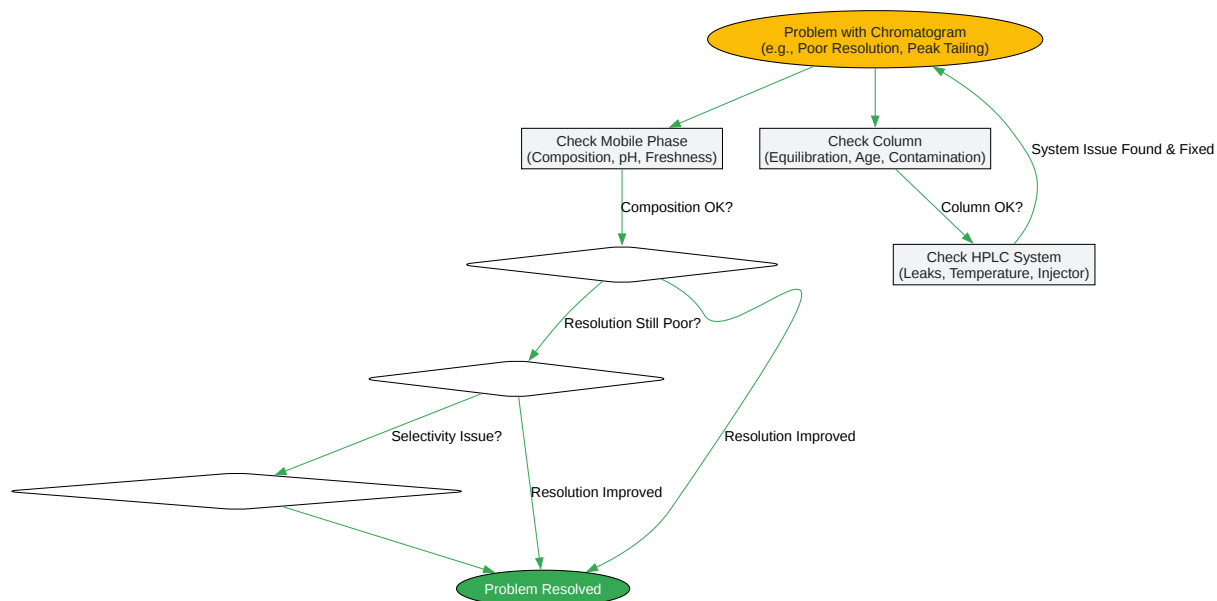 Problem with Chromatogram
(e.g., Poor Resolution, Peak Tailing)
Check Mobile Phase
(Composition, pH, Freshness)
Check Column
(Equilibration, Age, Contamination)
System Issue Found & Fixed
Composition OK?
Column OK?
Check HPLC System
(Leaks, Temperature, Injector)
Resolution Still Poor?
Selectivity Issue?
Resolution Improved
Resolution Improved
Problem Resolved